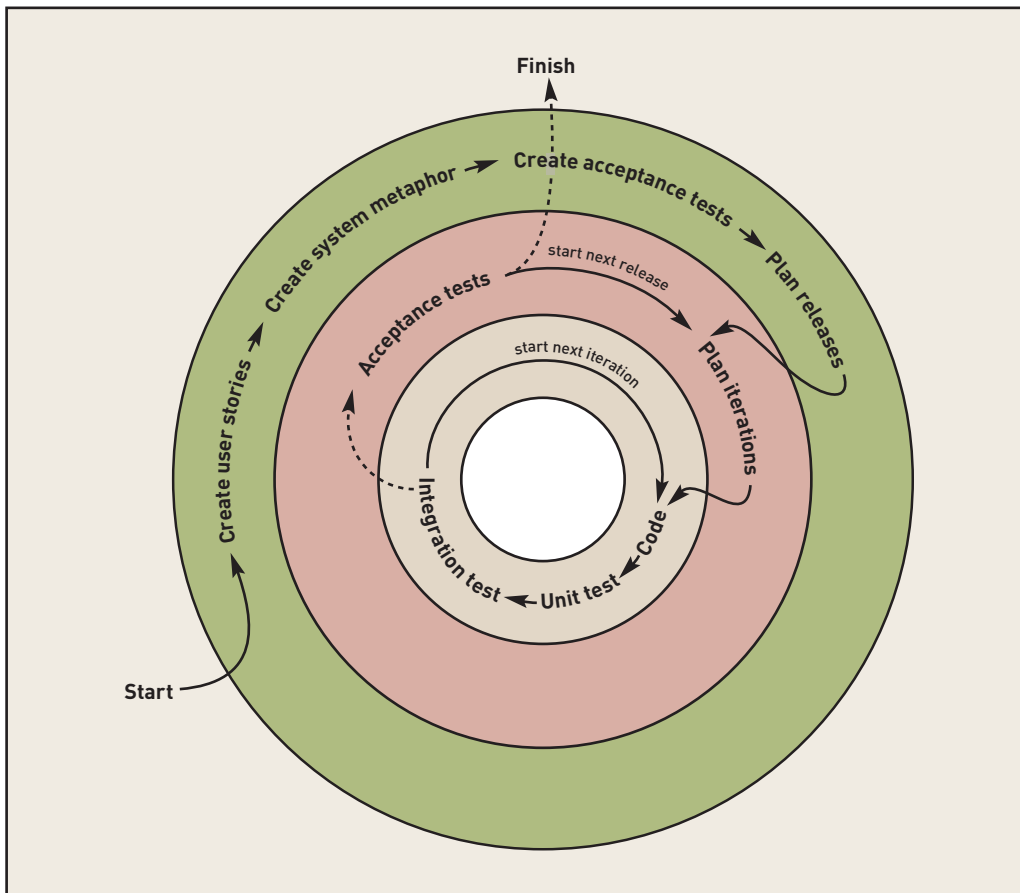 Finish
Create acceptance tests
Create system metaphor
Plan releases
start next release
Acceptance tests
Plan iterations
start next iteration
Create user stories
Integration test
Code
Unit test
Start